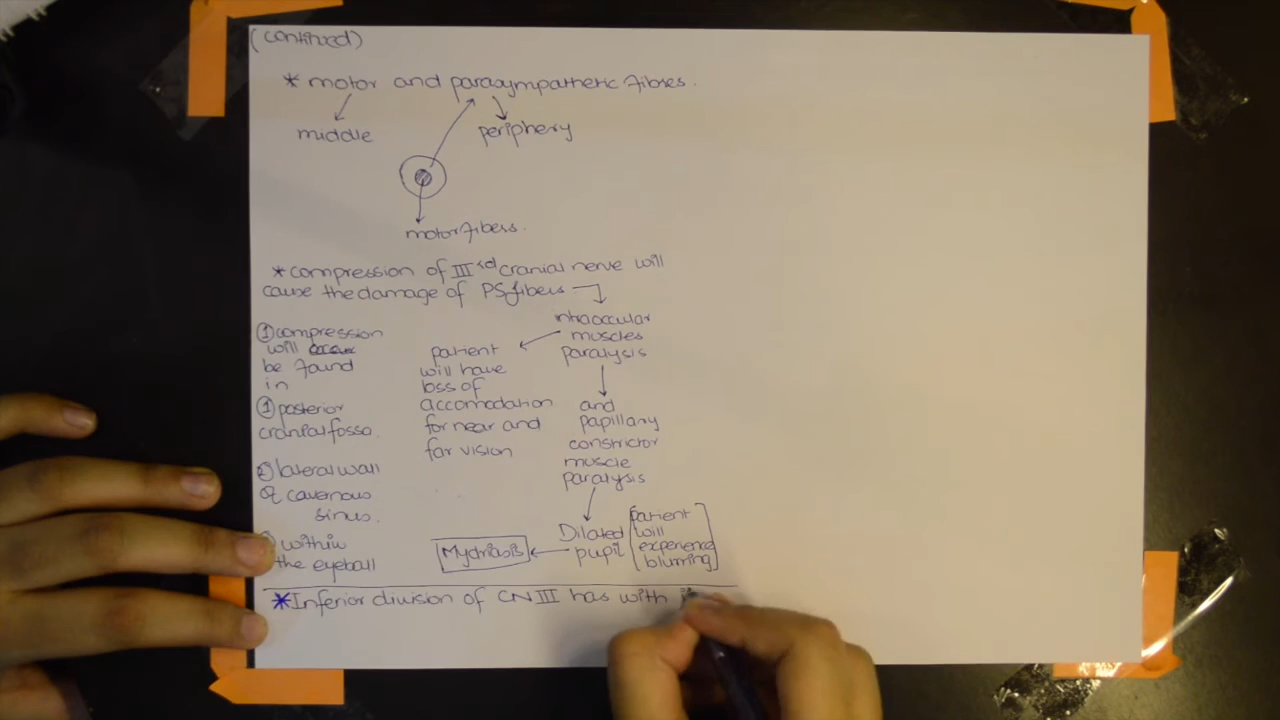 (continued)
* motor and parasympathetic fibres.
middle
periphery
motor fibers.
* compression of III rd cranial nerve will
cause the damage of PS fibers
intraoccular
muscles
paralysis
patient
will have
loss of
accomodation
for near and
far vision
and
papillary
constrictor
muscle
paralysis
Dilated
pupil
patient
will
experience
blurring
Mydriasis
① compression
will
be found
in
① posterior
cranial fossa.
② lateral wall
of cavernous
sinus.
within
the eyeball
* Inferior division of CN III has with